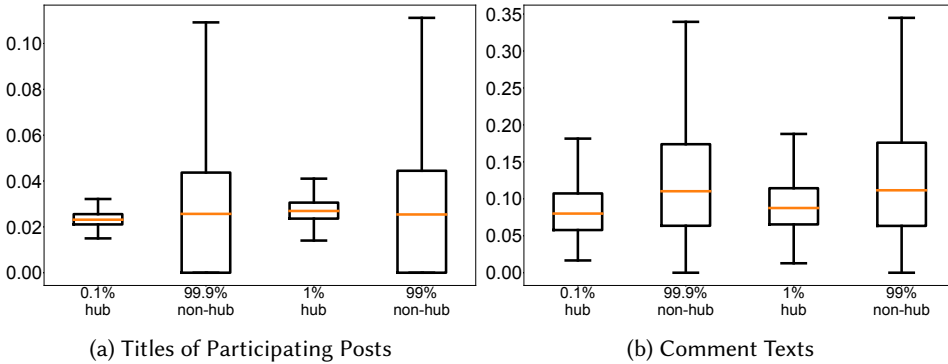 0.10
0.08
0.06
0.04
0.02
0.00
0.1%
hub
99.9%
non-hub
1%
hub
99%
non-hub
(a) Titles of Participating Posts
0.35
0.30
0.25
0.20
0.15
0.10
0.05
0.00
0.1%
hub
99.9%
non-hub
1%
hub
99%
non-hub
(b) Comment Texts